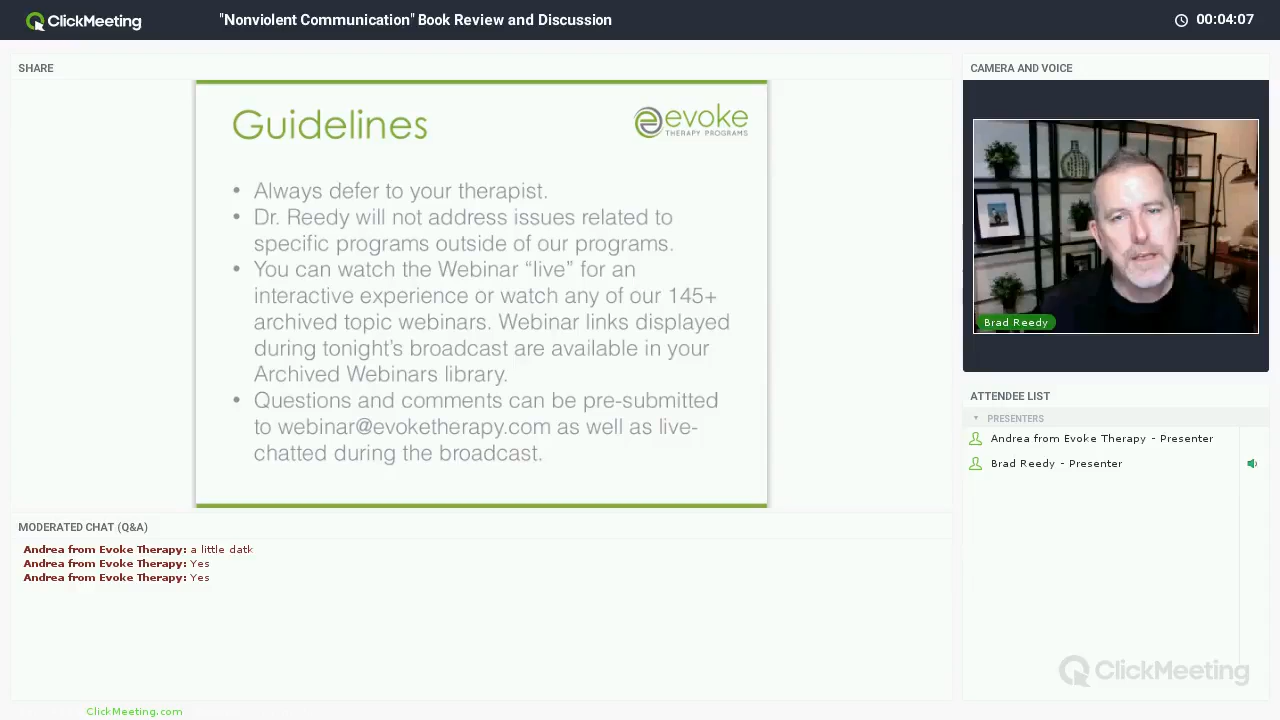 ClickMeeting
"Nonviolent Communication" Book Review and Discussion
00:04:07
SHARE
Guidelines
evoke
THERAPY PROGRAMS
• Always defer to your therapist.
• Dr. Reedy will not address issues related to
specific programs outside of our programs.
• You can watch the Webinar “live” for an
interactive experience or watch any of our 145+
archived topic webinars. Webinar links displayed
during tonight’s broadcast are available in your
Archived Webinars library.
• Questions and comments can be pre-submitted
to webinar@evoketherapy.com as well as live-
chatted during the broadcast.
MODERATED CHAT (Q&A)
Andrea from Evoke Therapy: a little datk
Andrea from Evoke Therapy: Yes
Andrea from Evoke Therapy: Yes
CAMERA AND VOICE
Brad Reedy
ATTENDEE LIST
PRESENTERS
Andrea from Evoke Therapy - Presenter
Brad Reedy - Presenter
ClickMeeting
ClickMeeting.com